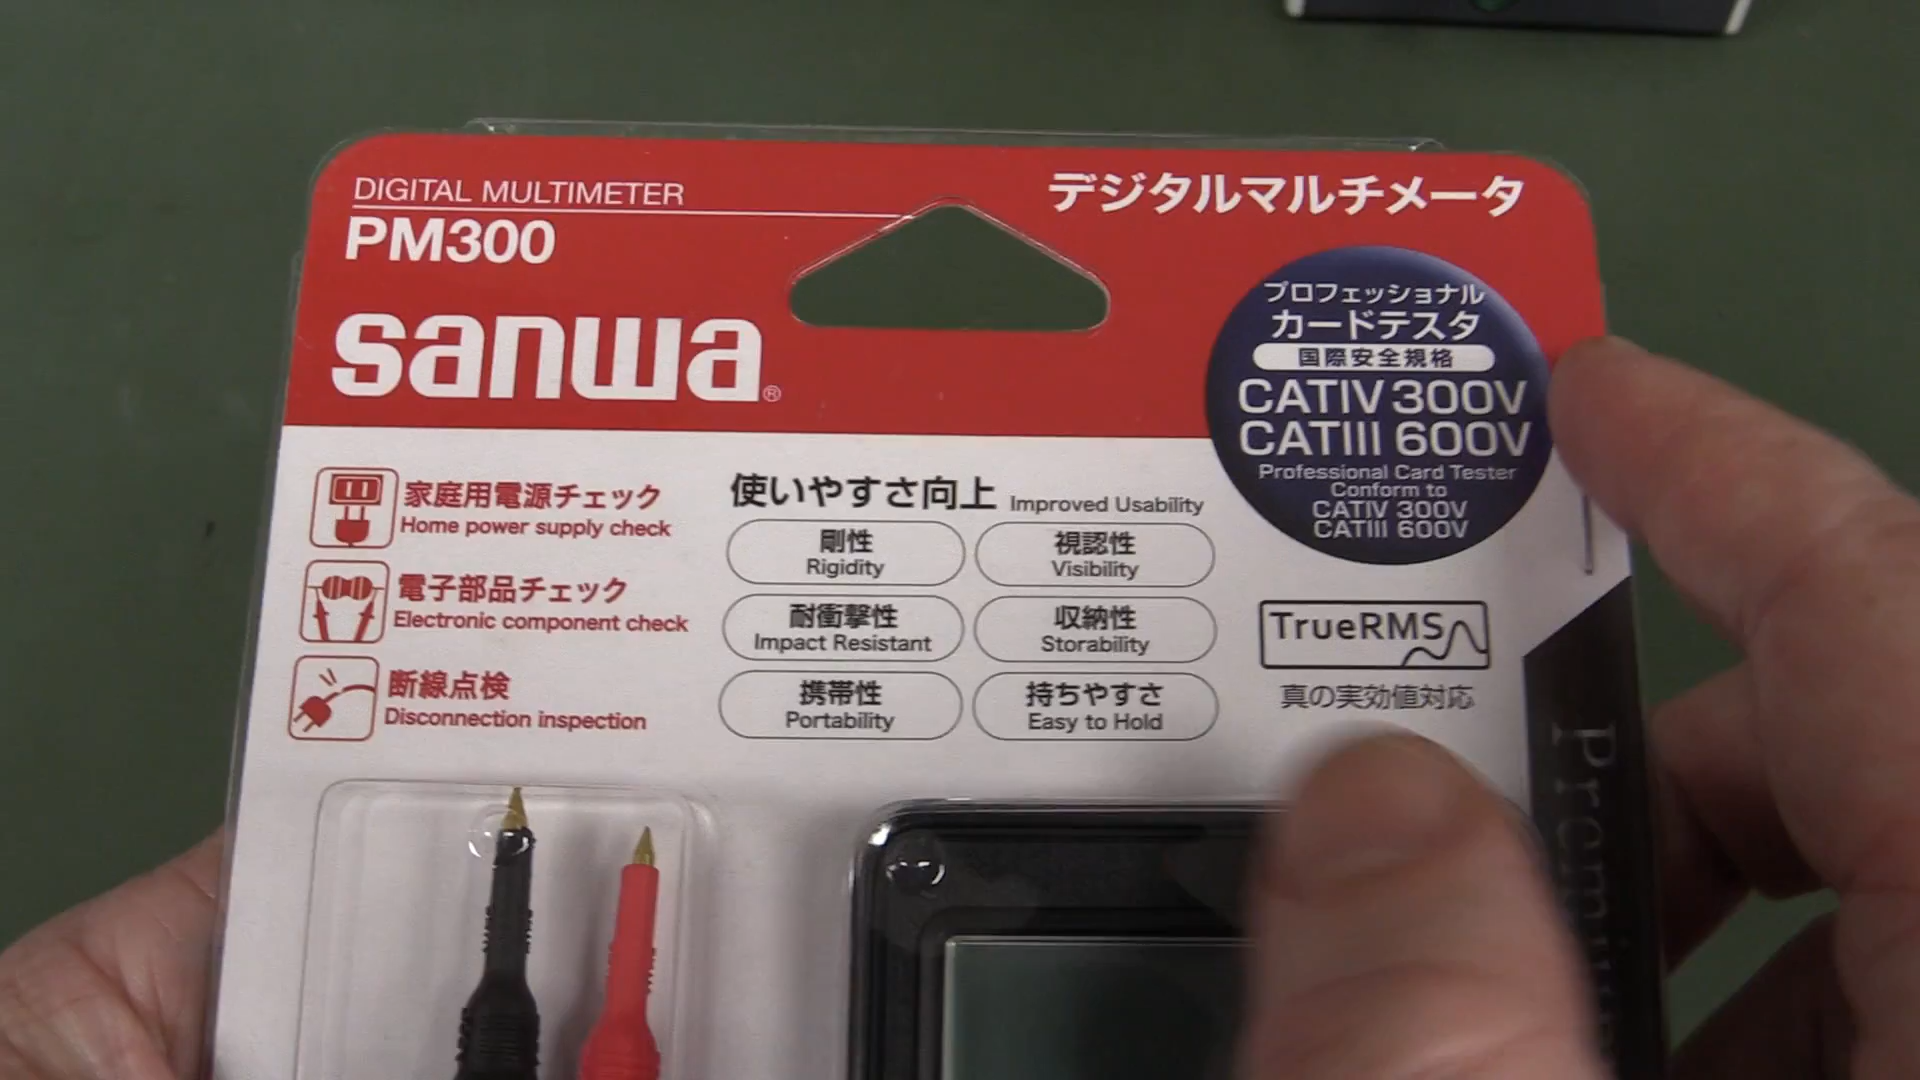 DIGITAL MULTIMETER
PM300
sanwa®
デジタルマルチメータ
プロフェッショナル
カードテスタ
国際安全規格
CATIV 300V
CATIII 600V
Professional Card Tester
Conform to
CATIV 300V
CATIII 600V
家庭用電源チェック
Home power supply check
電子部品チェック
Electronic component check
断線点検
Disconnection inspection
使いやすさ向上 Improved Usability
剛性
Rigidity
視認性
Visibility
耐衝撃性
Impact Resistant
収納性
Storability
携帯性
Portability
持ちやすさ
Easy to Hold
TrueRMS
真の実効値対応